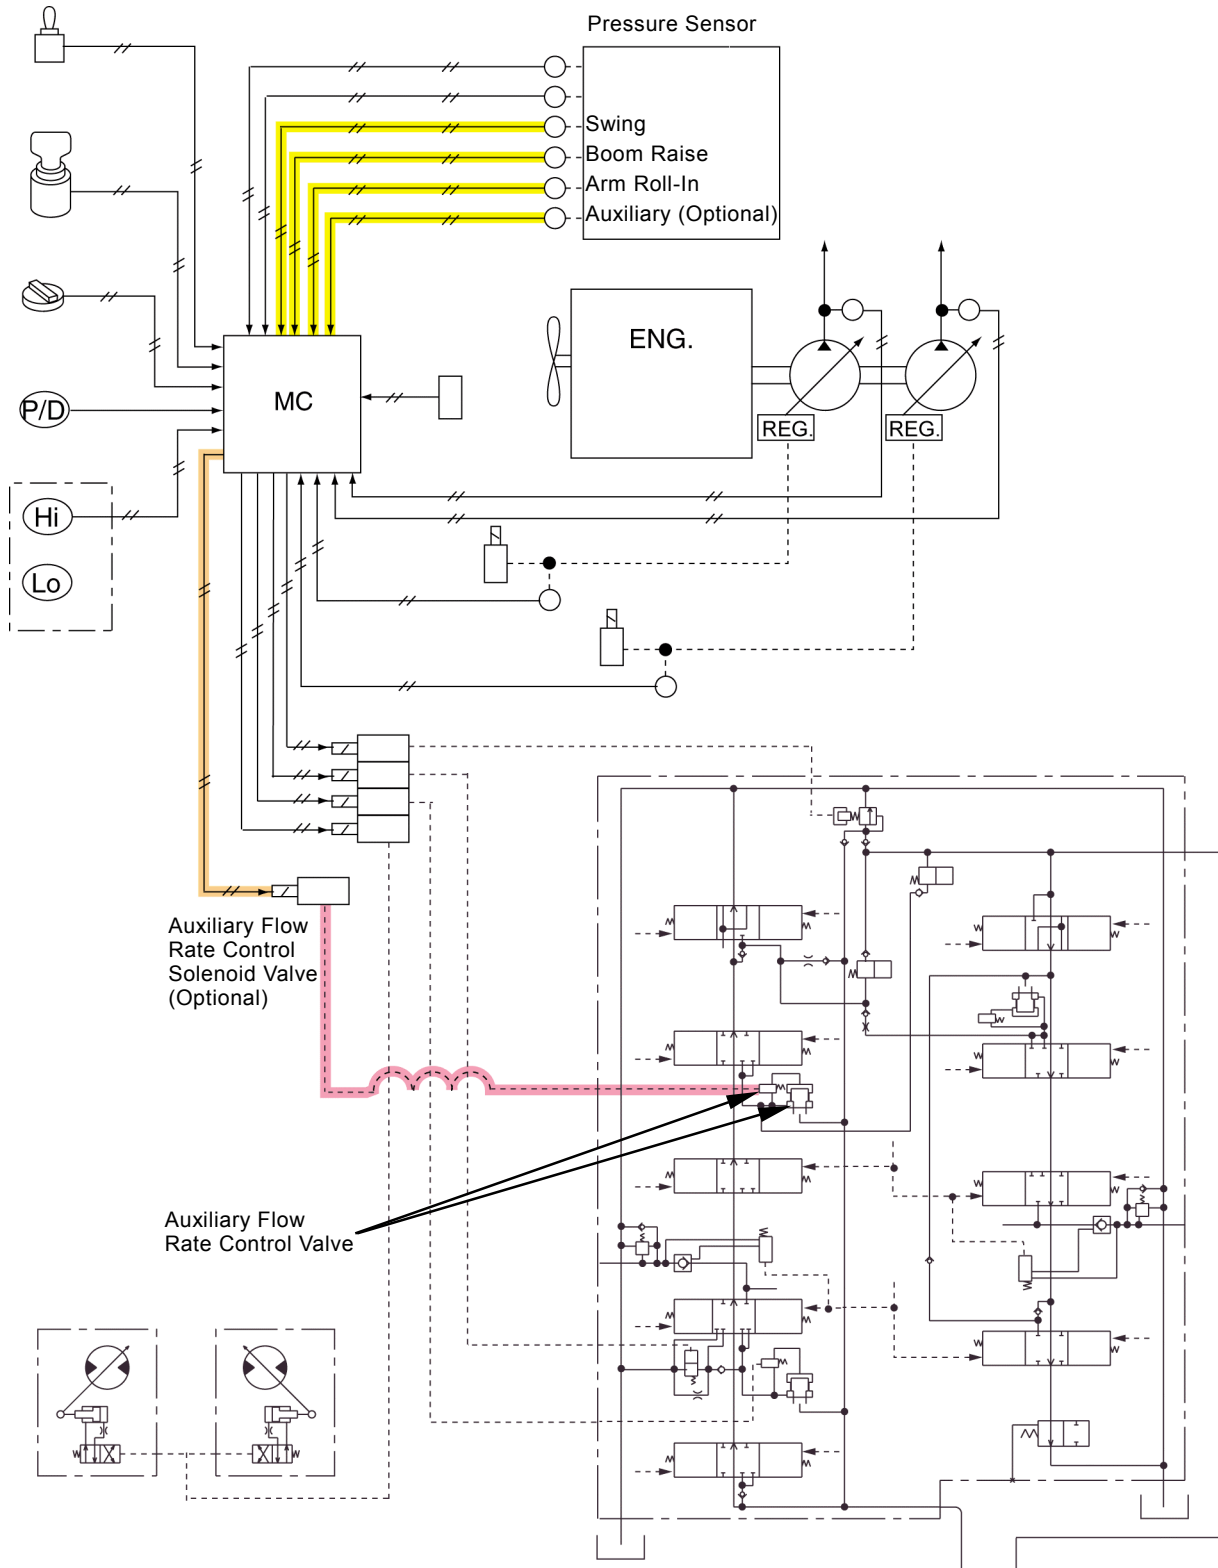 Pressure Sensor
Swing
Boom Raise
Arm Roll-In
Auxiliary (Optional)
ENG.
MC
P/D
REG.
REG.
Hi
Lo
Auxiliary Flow
Rate Control
Solenoid Valve
(Optional)
Auxiliary Flow
Rate Control Valve